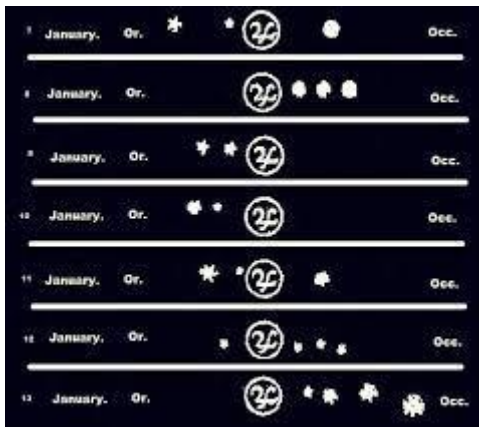 7 January. Or. ♃ Occ.
8 January. Or. ♃ Occ.
9 January. Or. ♃ Occ.
10 January. Or. ♃ Occ.
11 January. Or. ♃ Occ.
12 January. Or. ♃ Occ.
13 January. Or. ♃ Occ.